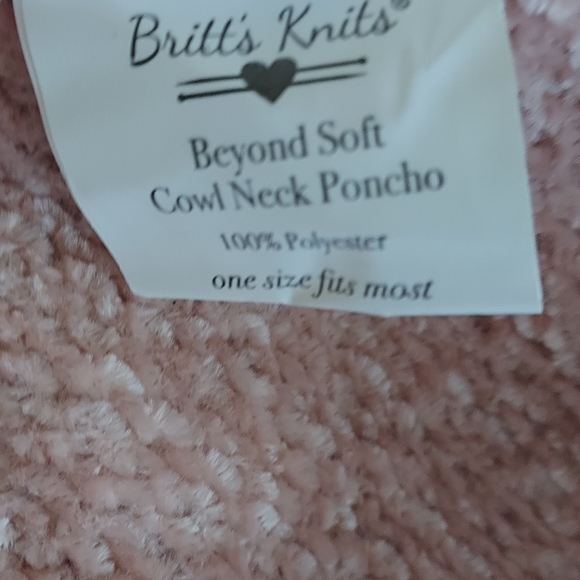 Britt's Knits®
Beyond Soft
Cowl Neck Poncho
100% Polyester
one size fits most